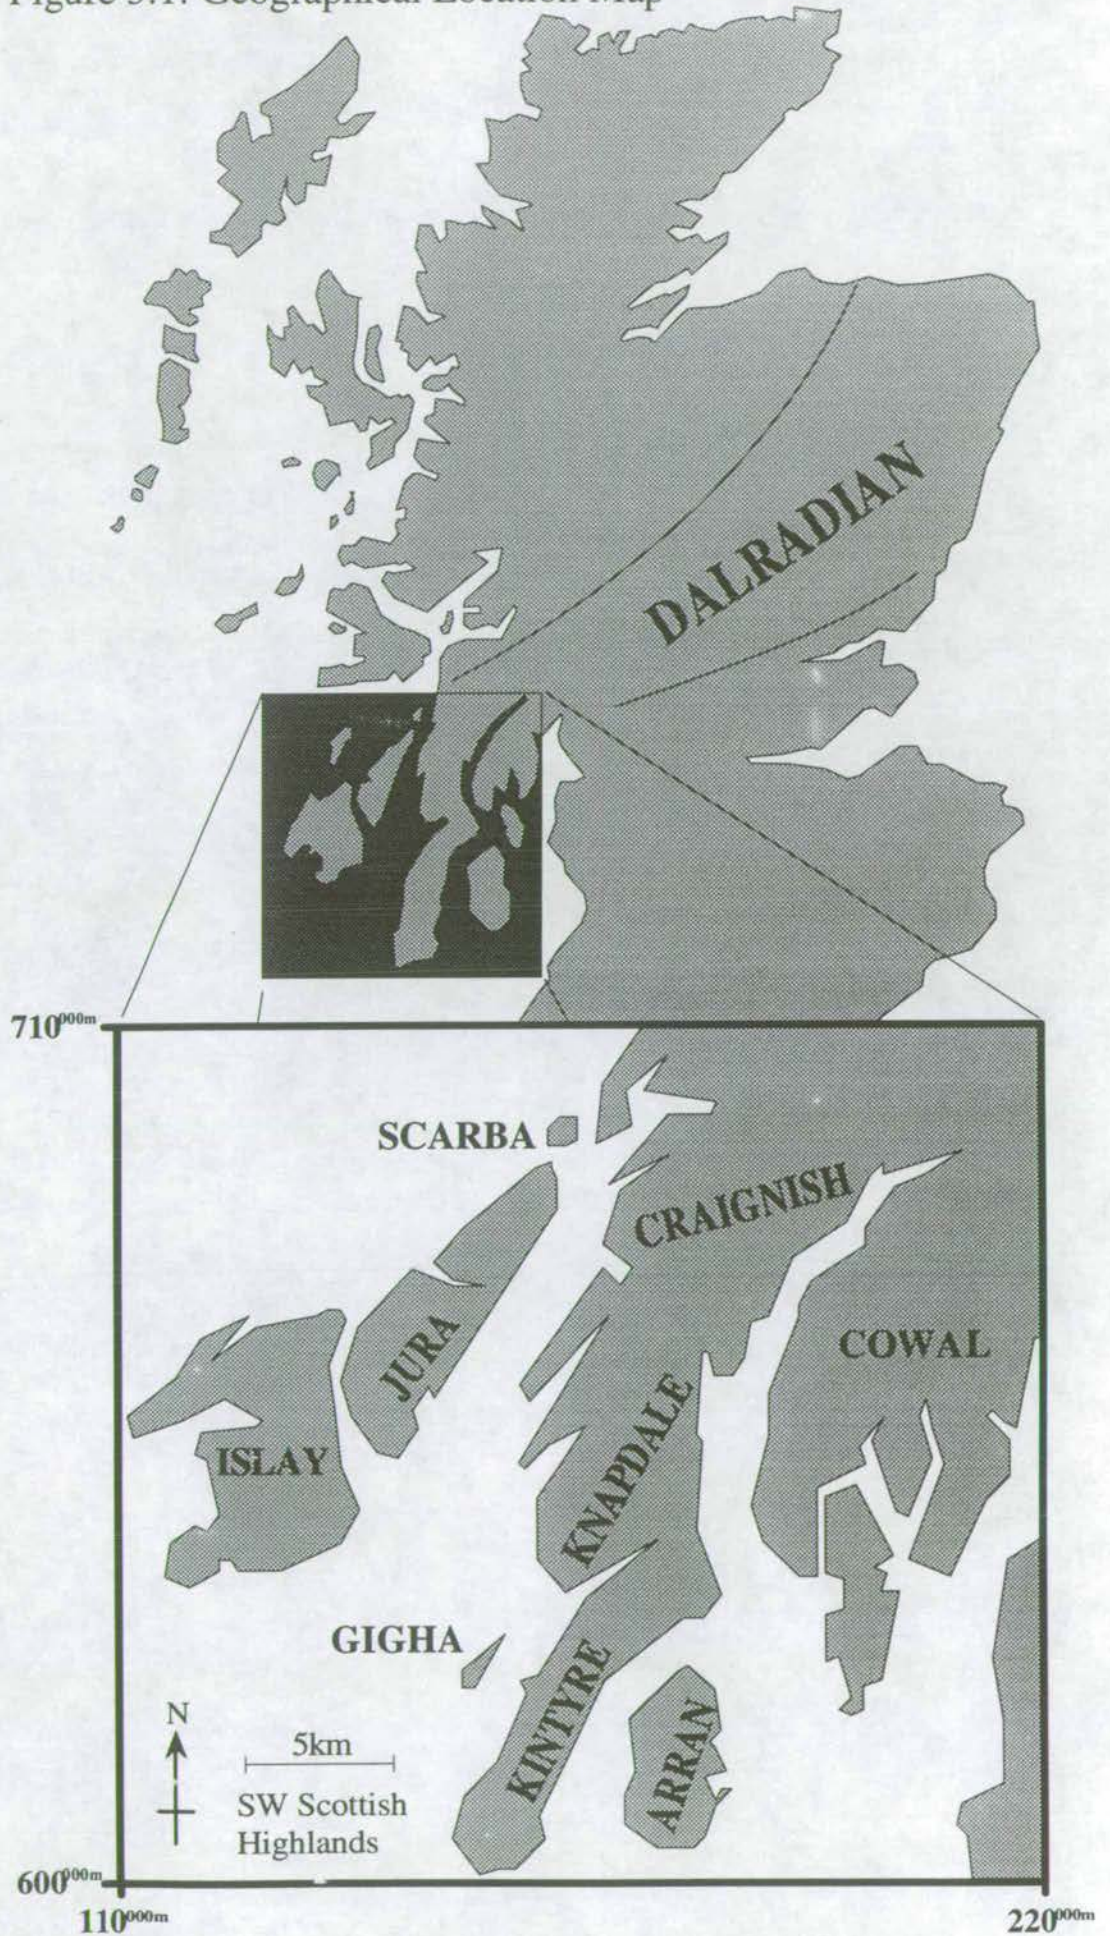 Figure 3.1: Geographical Location Map
DALRADIAN
710000m
SCARBA
CRAIGNISH
JURA
COWAL
ISLAY
KNAPDALE
GIGHA
KINTYRE
ARRAN
N
5km
SW Scottish
Highlands
600000m
110000m
220000m